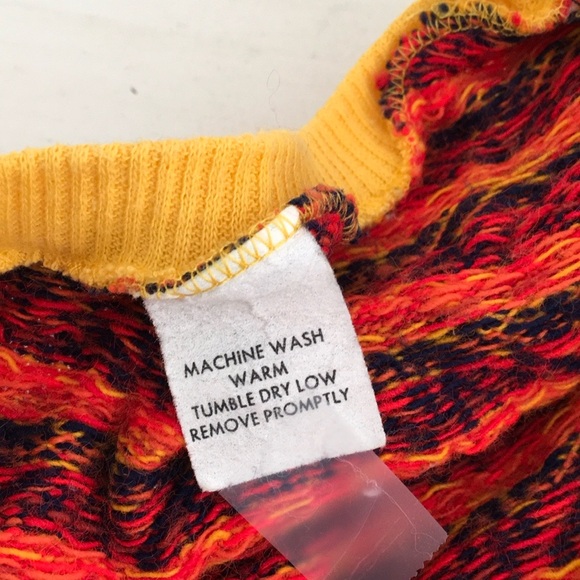 MACHINE WASH
WARM
TUMBLE DRY LOW
REMOVE PROMPTLY